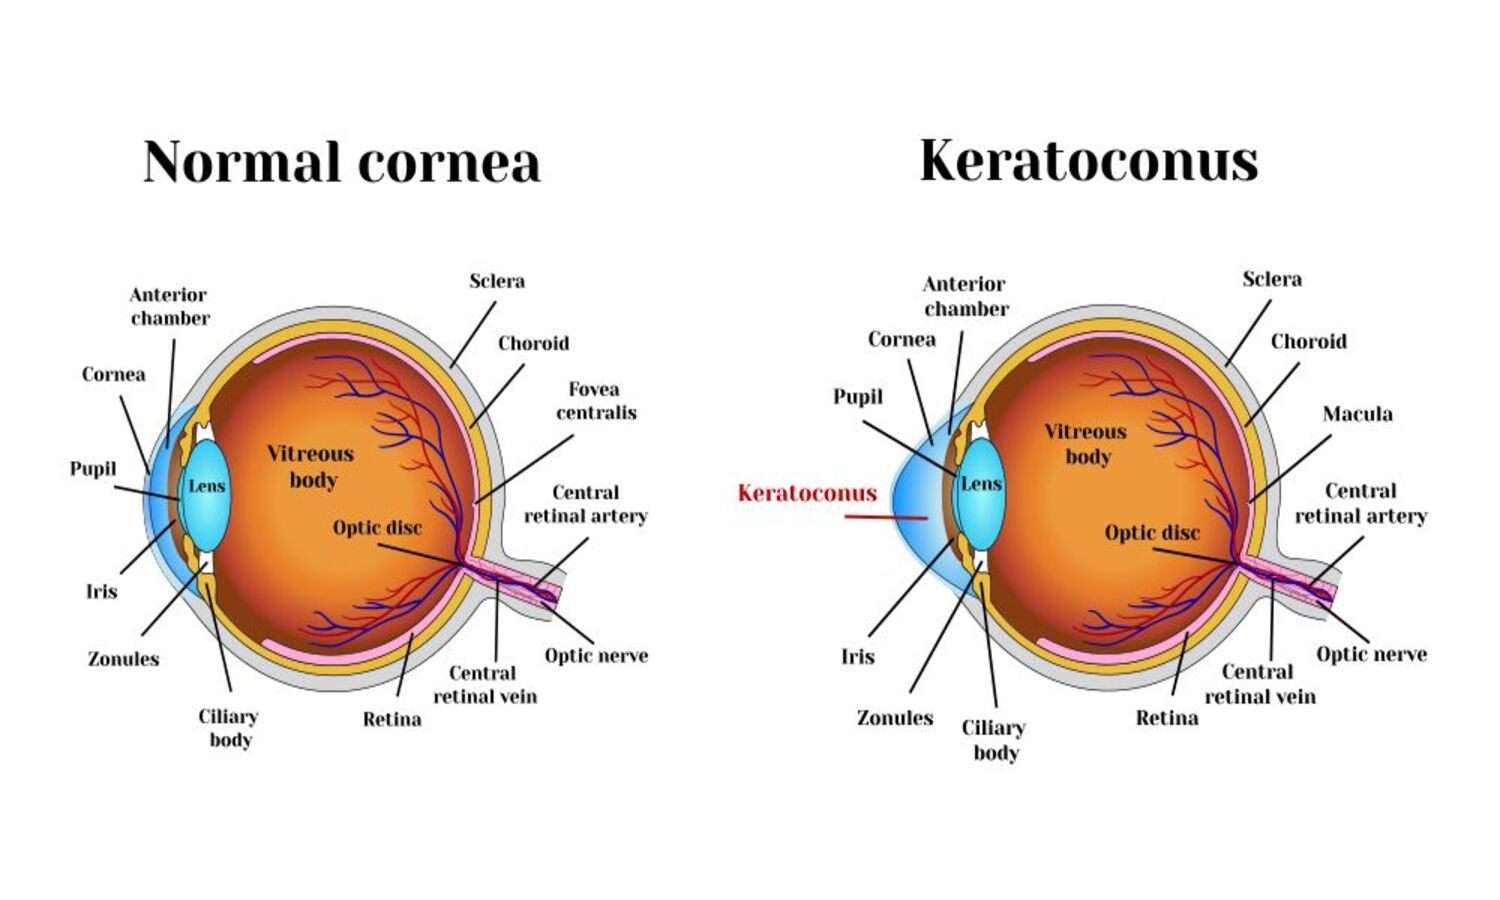 Normal cornea
Sclera
Anterior
chamber
Choroid
Cornea
Fovea
centralis
Vitreous
body
Pupil
Lens
Central
retinal artery
Optic disc
Iris
Zonules
Optic nerve
Central
retinal vein
Ciliary
body
Retina
Keratoconus
Sclera
Anterior
chamber
Cornea
Choroid
Pupil
Macula
Vitreous
body
Lens
Keratoconus
Central
retinal artery
Optic disc
Iris
Optic nerve
Central
retinal vein
Zonules
Ciliary
body
Retina